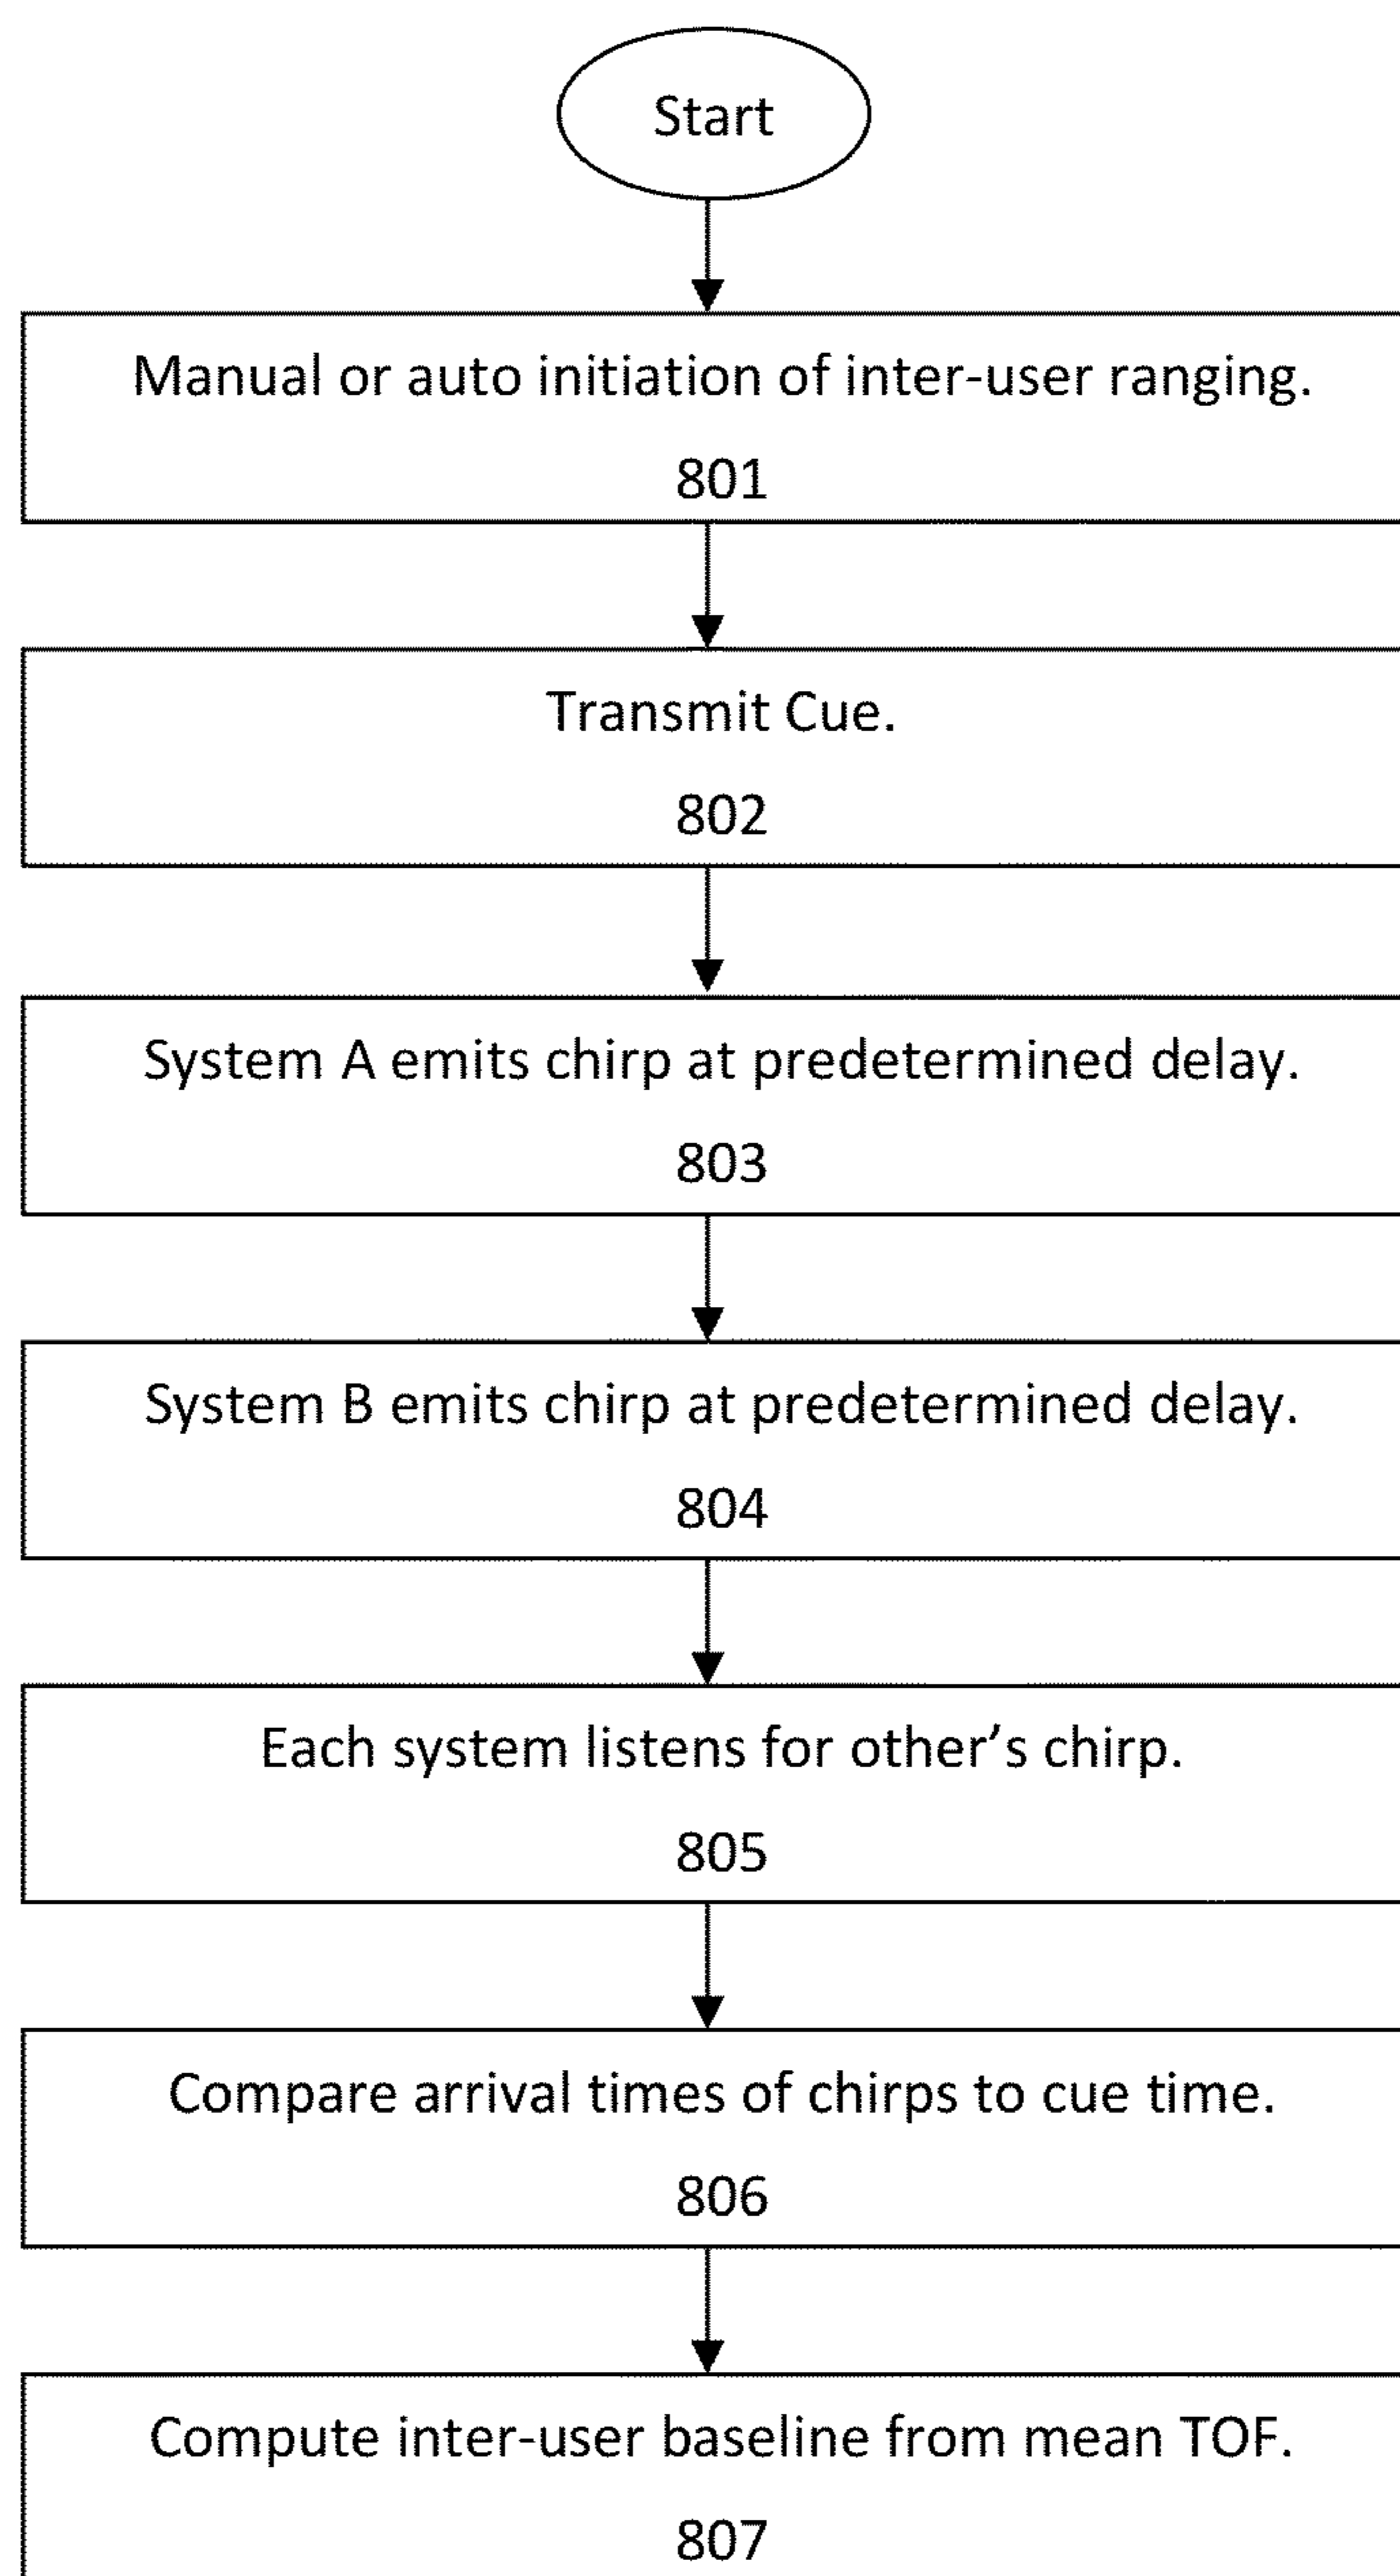 Start
Manual or auto initiation of inter-user ranging.
801
Transmit Cue.
802
System A emits chirp at predetermined delay.
803
System B emits chirp at predetermined delay.
804
Each system listens for other’s chirp.
805
Compare arrival times of chirps to cue time.
806
Compute inter-user baseline from mean TOF.
807